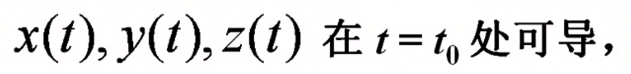 x(t), y(t), z(t) 在 t = t₀ 处可导，